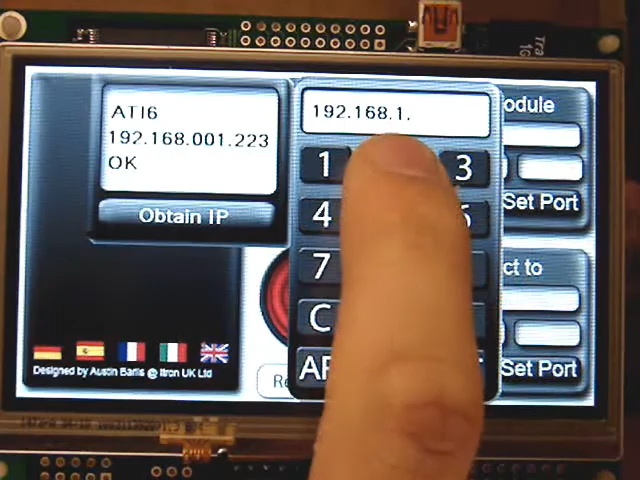 ATI6
192.168.001.223
OK
Obtain IP
192.168.1.
1
3
4
7
C
odule
Set Port
ct to
Set Port
Designed by Austin Barlis @ Itron UK Ltd